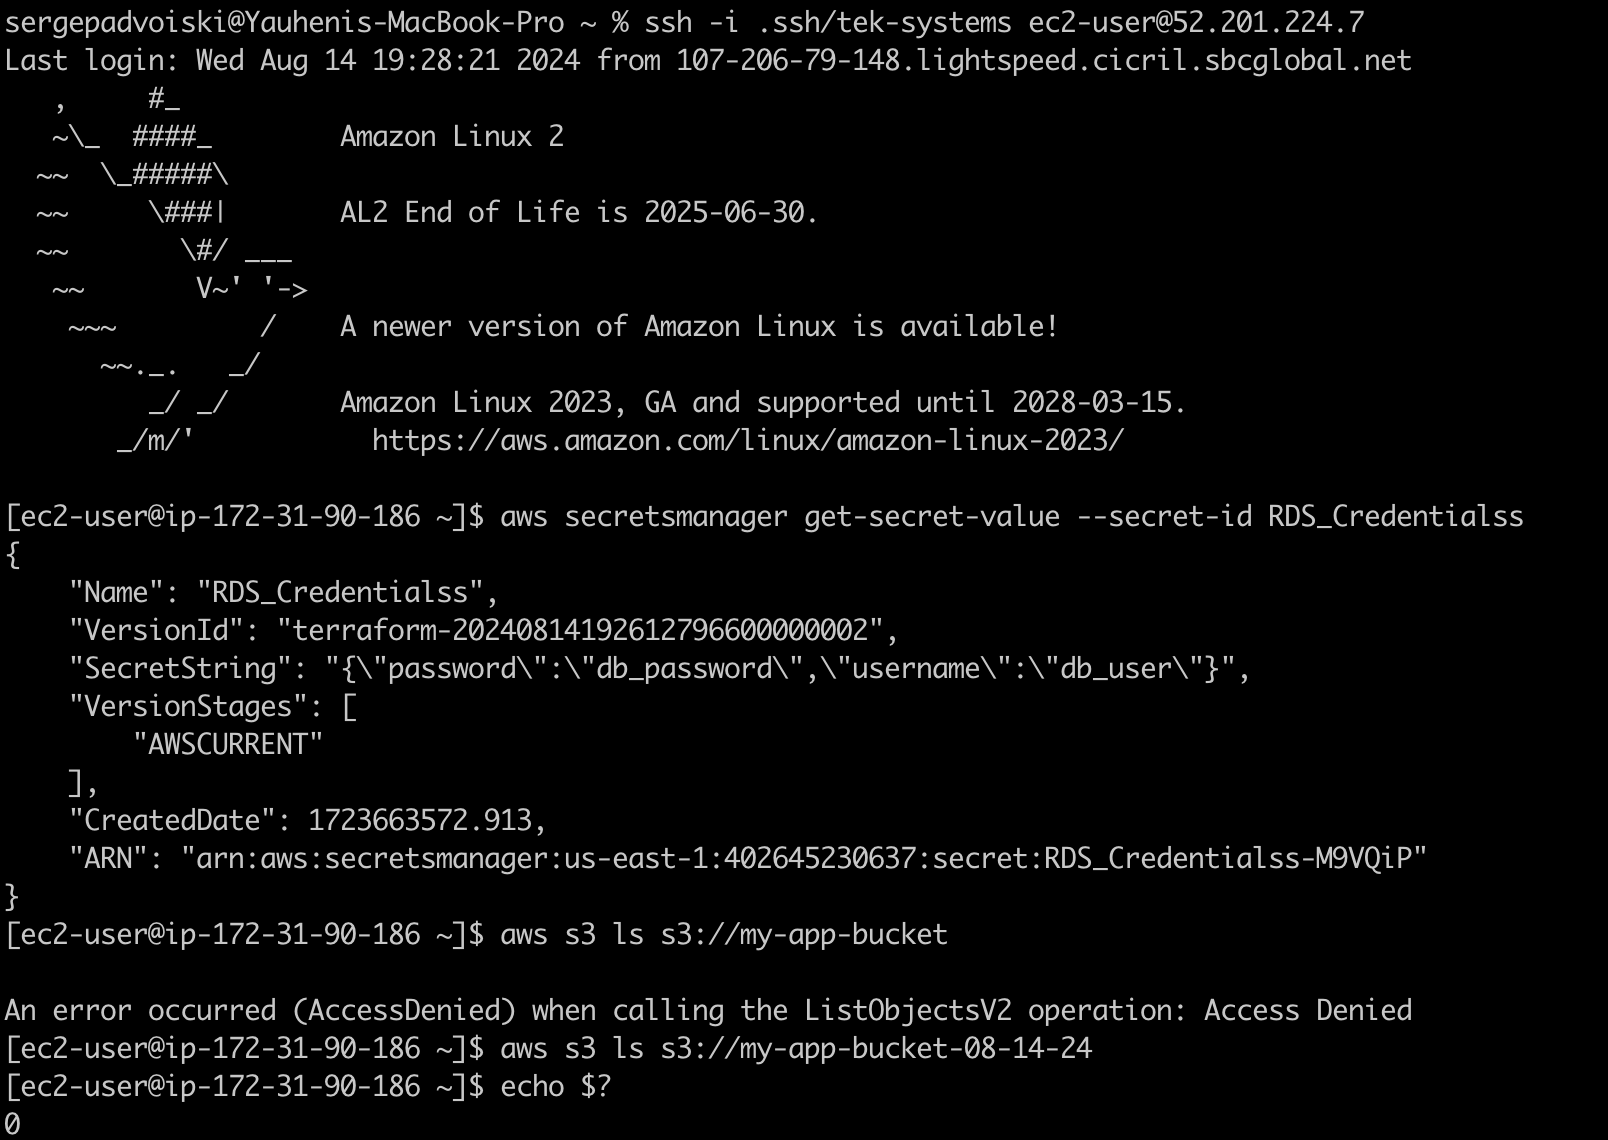 sergepadvoiski@Yauhenis-MacBook-Pro ~ % ssh -i .ssh/tek-systems ec2-user@52.201.224.7
Last login: Wed Aug 14 19:28:21 2024 from 107-206-79-148.lightspeed.cicril.sbcglobal.net
   ,     #_
   ~\_  ####_        Amazon Linux 2
  ~~  \_#####\
  ~~     \###|       AL2 End of Life is 2025-06-30.
  ~~       \#/ ___
   ~~       V~' '->
    ~~~         /    A newer version of Amazon Linux is available!
      ~~._.   _/
         _/ _/       Amazon Linux 2023, GA and supported until 2028-03-15.
       _/m/'           https://aws.amazon.com/linux/amazon-linux-2023/

[ec2-user@ip-172-31-90-186 ~]$ aws secretsmanager get-secret-value --secret-id RDS_Credentialss
{
    "Name": "RDS_Credentialss",
    "VersionId": "terraform-20240814192612796600000002",
    "SecretString": "{\"password\":\"db_password\",\"username\":\"db_user\"}",
    "VersionStages": [
        "AWSCURRENT"
    ],
    "CreatedDate": 1723663572.913,
    "ARN": "arn:aws:secretsmanager:us-east-1:402645230637:secret:RDS_Credentialss-M9VQiP"
}
[ec2-user@ip-172-31-90-186 ~]$ aws s3 ls s3://my-app-bucket

An error occurred (AccessDenied) when calling the ListObjectsV2 operation: Access Denied
[ec2-user@ip-172-31-90-186 ~]$ aws s3 ls s3://my-app-bucket-08-14-24
[ec2-user@ip-172-31-90-186 ~]$ echo $?
0